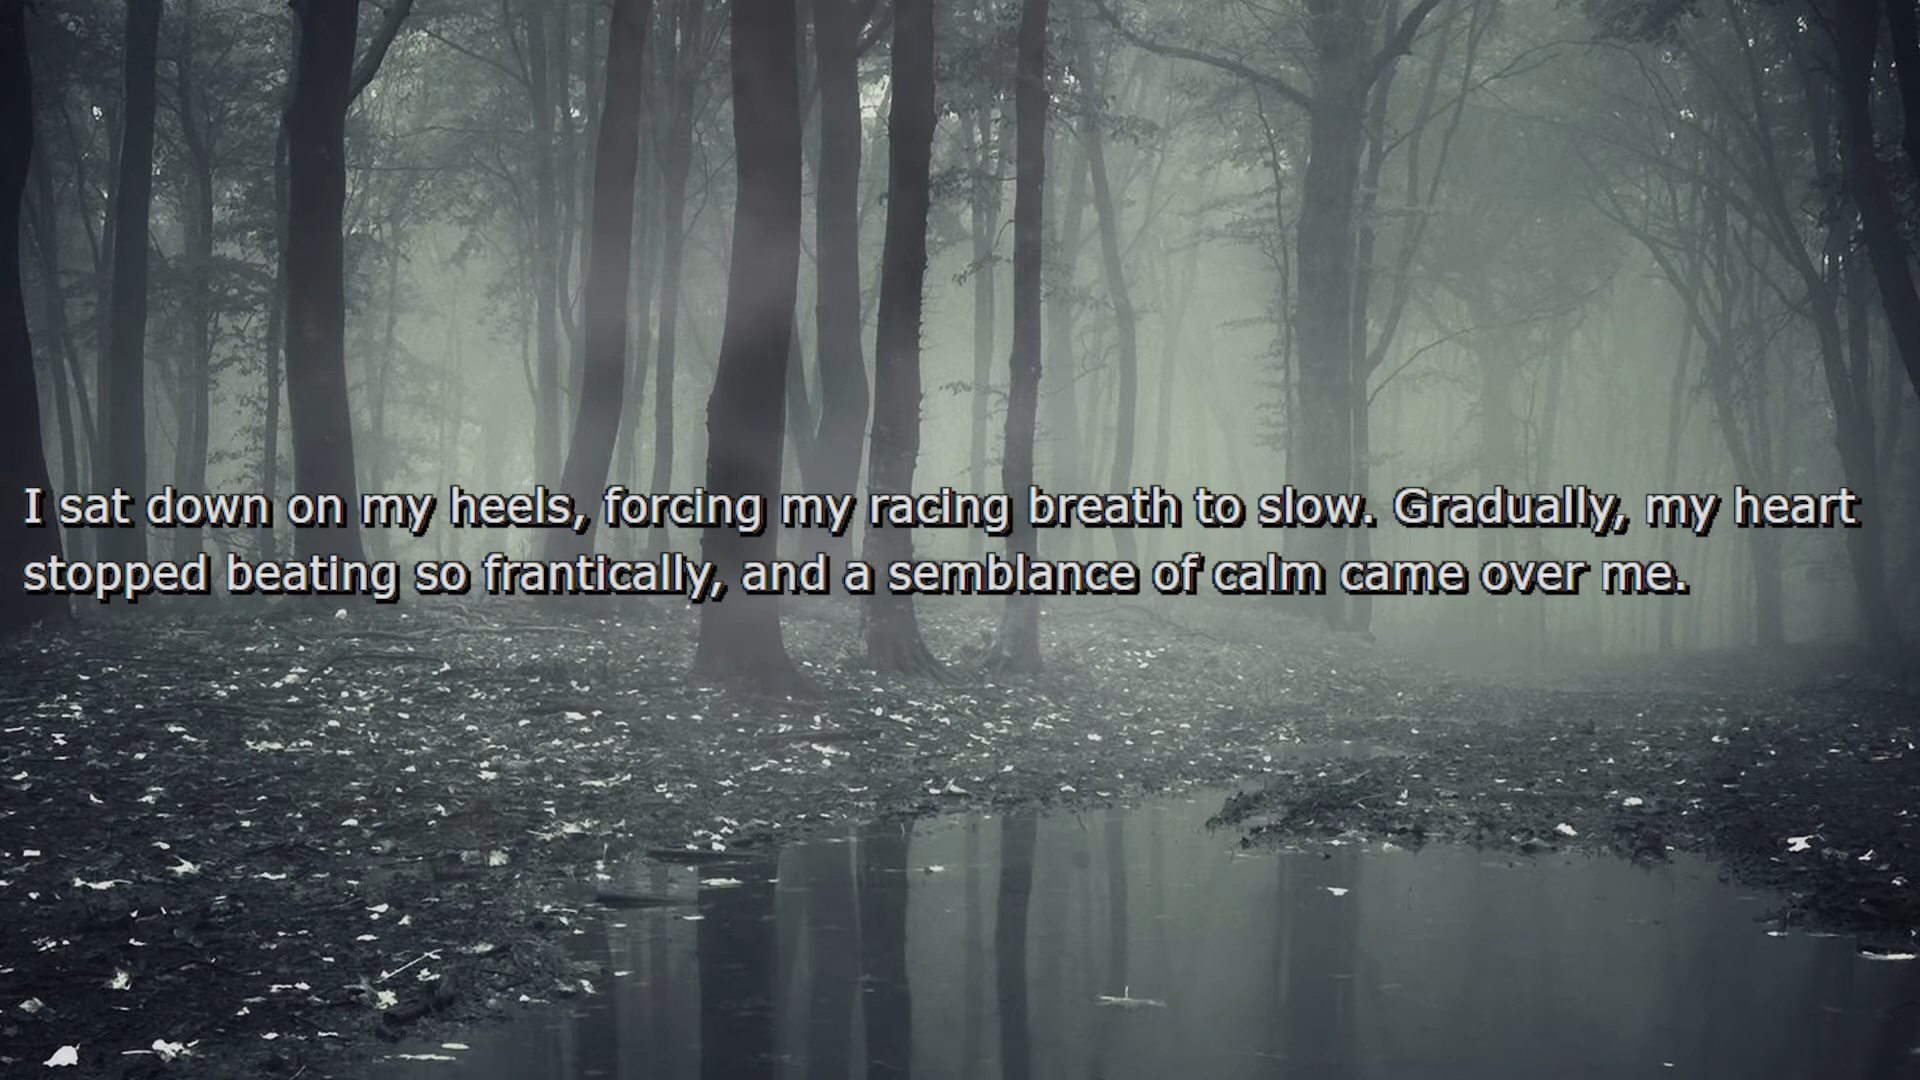 I sat down on my heels, forcing my racing breath to slow. Gradually, my heart
stopped beating so frantically, and a semblance of calm came over me.